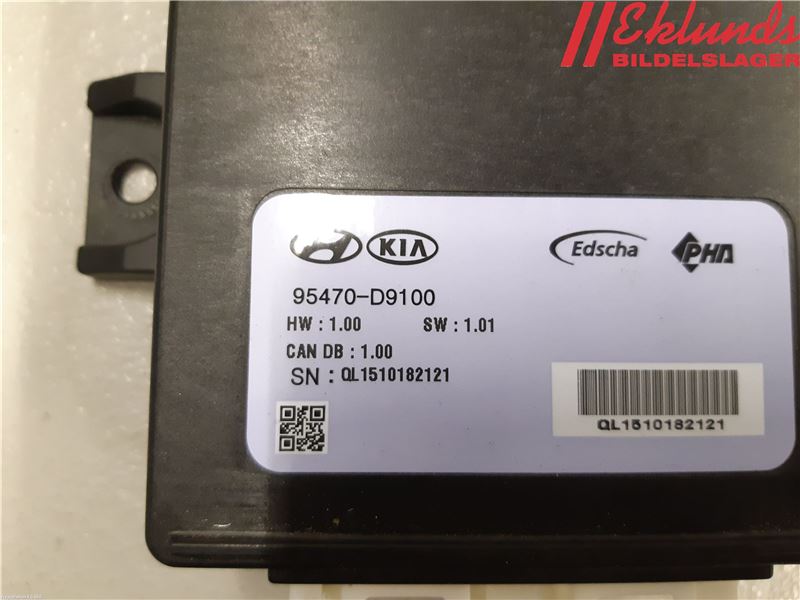 Eklunds
BILDELSLAGER
KIA
Edscha
PHA
95470-D9100
HW : 1.00 SW : 1.01
CAN DB : 1.00
SN : QL1510182121
QL1510182121